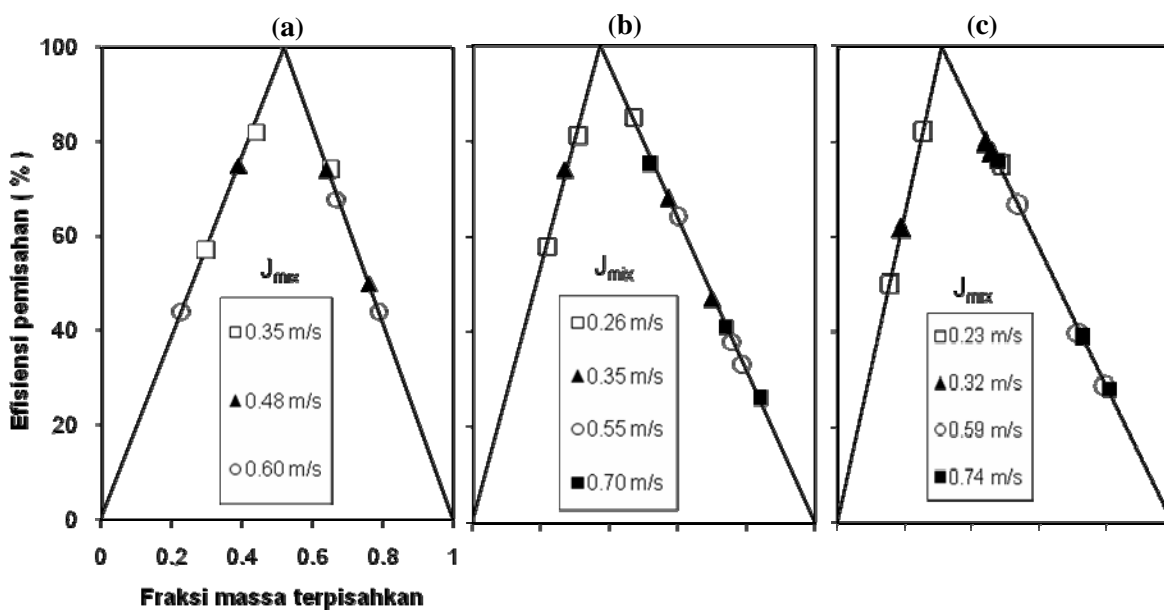 (a) (b) (c)
100
80
60
40
20
0
Efisiensi pemisahan ( % )
0 0.2 0.4 0.6 0.8 1
Fraksi massa terpisahkan
Jmix
0.35 m/s
0.48 m/s
0.60 m/s
Jmix
0.26 m/s
0.35 m/s
0.55 m/s
0.70 m/s
Jmix
0.23 m/s
0.32 m/s
0.59 m/s
0.74 m/s